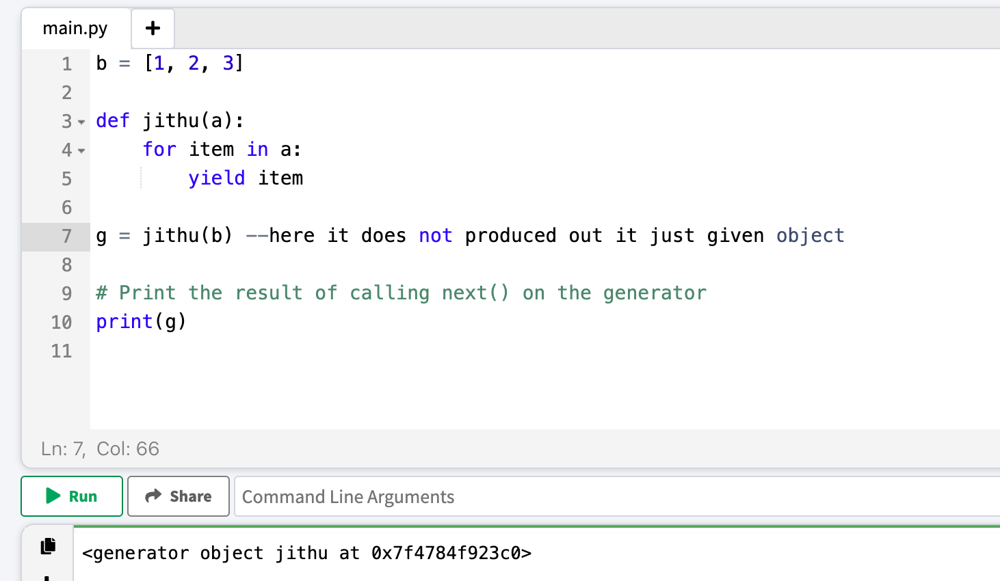 main.py +
1 b = [1, 2, 3]
2
3 def jithu(a):
4     for item in a:
5         yield item
6
7 g = jithu(b) --here it does not produced out it just given object
8
9 # Print the result of calling next() on the generator
10 print(g)
11
Ln: 7, Col: 66
Run Share Command Line Arguments
<generator object jithu at 0x7f4784f923c0>